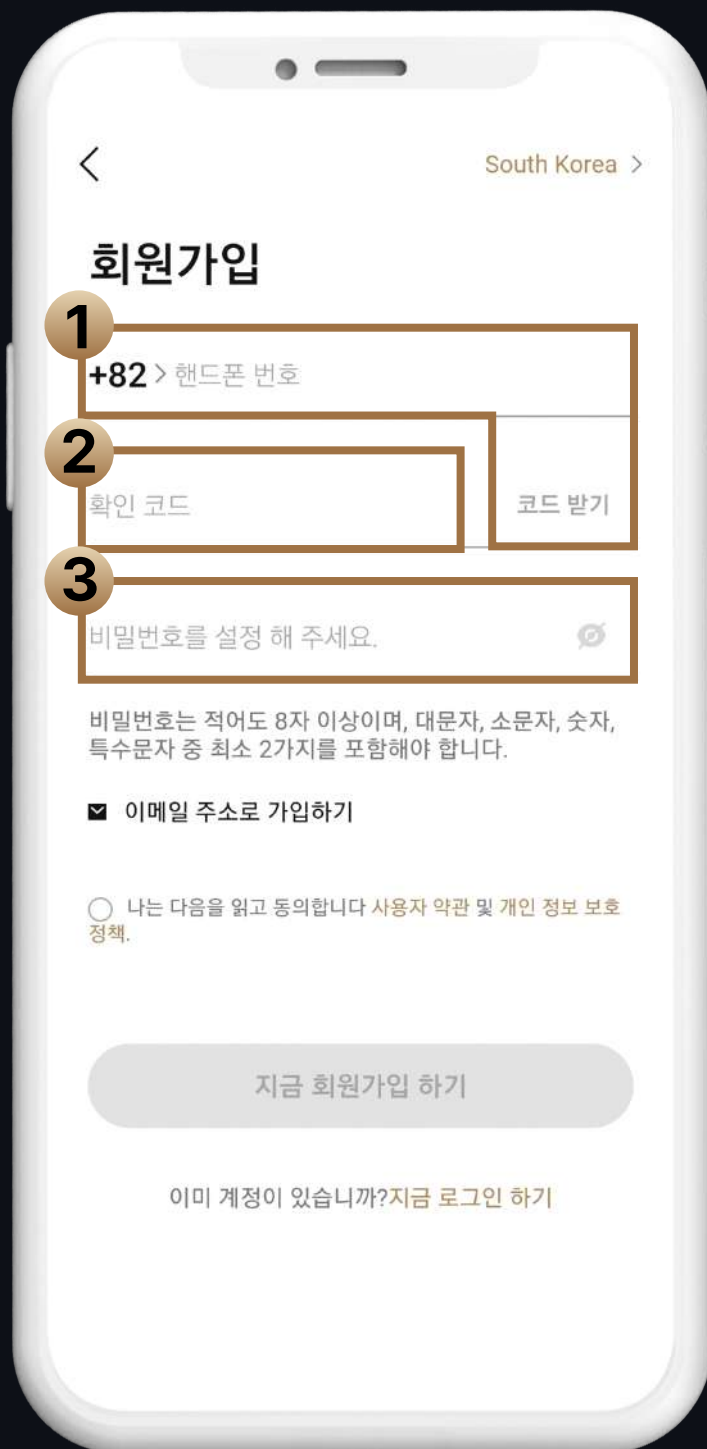 South Korea >
회원가입
1
+82 > 핸드폰 번호
2
확인 코드
코드 받기
3
비밀번호를 설정 해 주세요.
비밀번호는 적어도 8자 이상이며, 대문자, 소문자, 숫자,
특수문자 중 최소 2가지를 포함해야 합니다.
이메일 주소로 가입하기
나는 다음을 읽고 동의합니다 사용자 약관 및 개인 정보 보호
정책.
지금 회원가입 하기
이미 계정이 있습니까?지금 로그인 하기